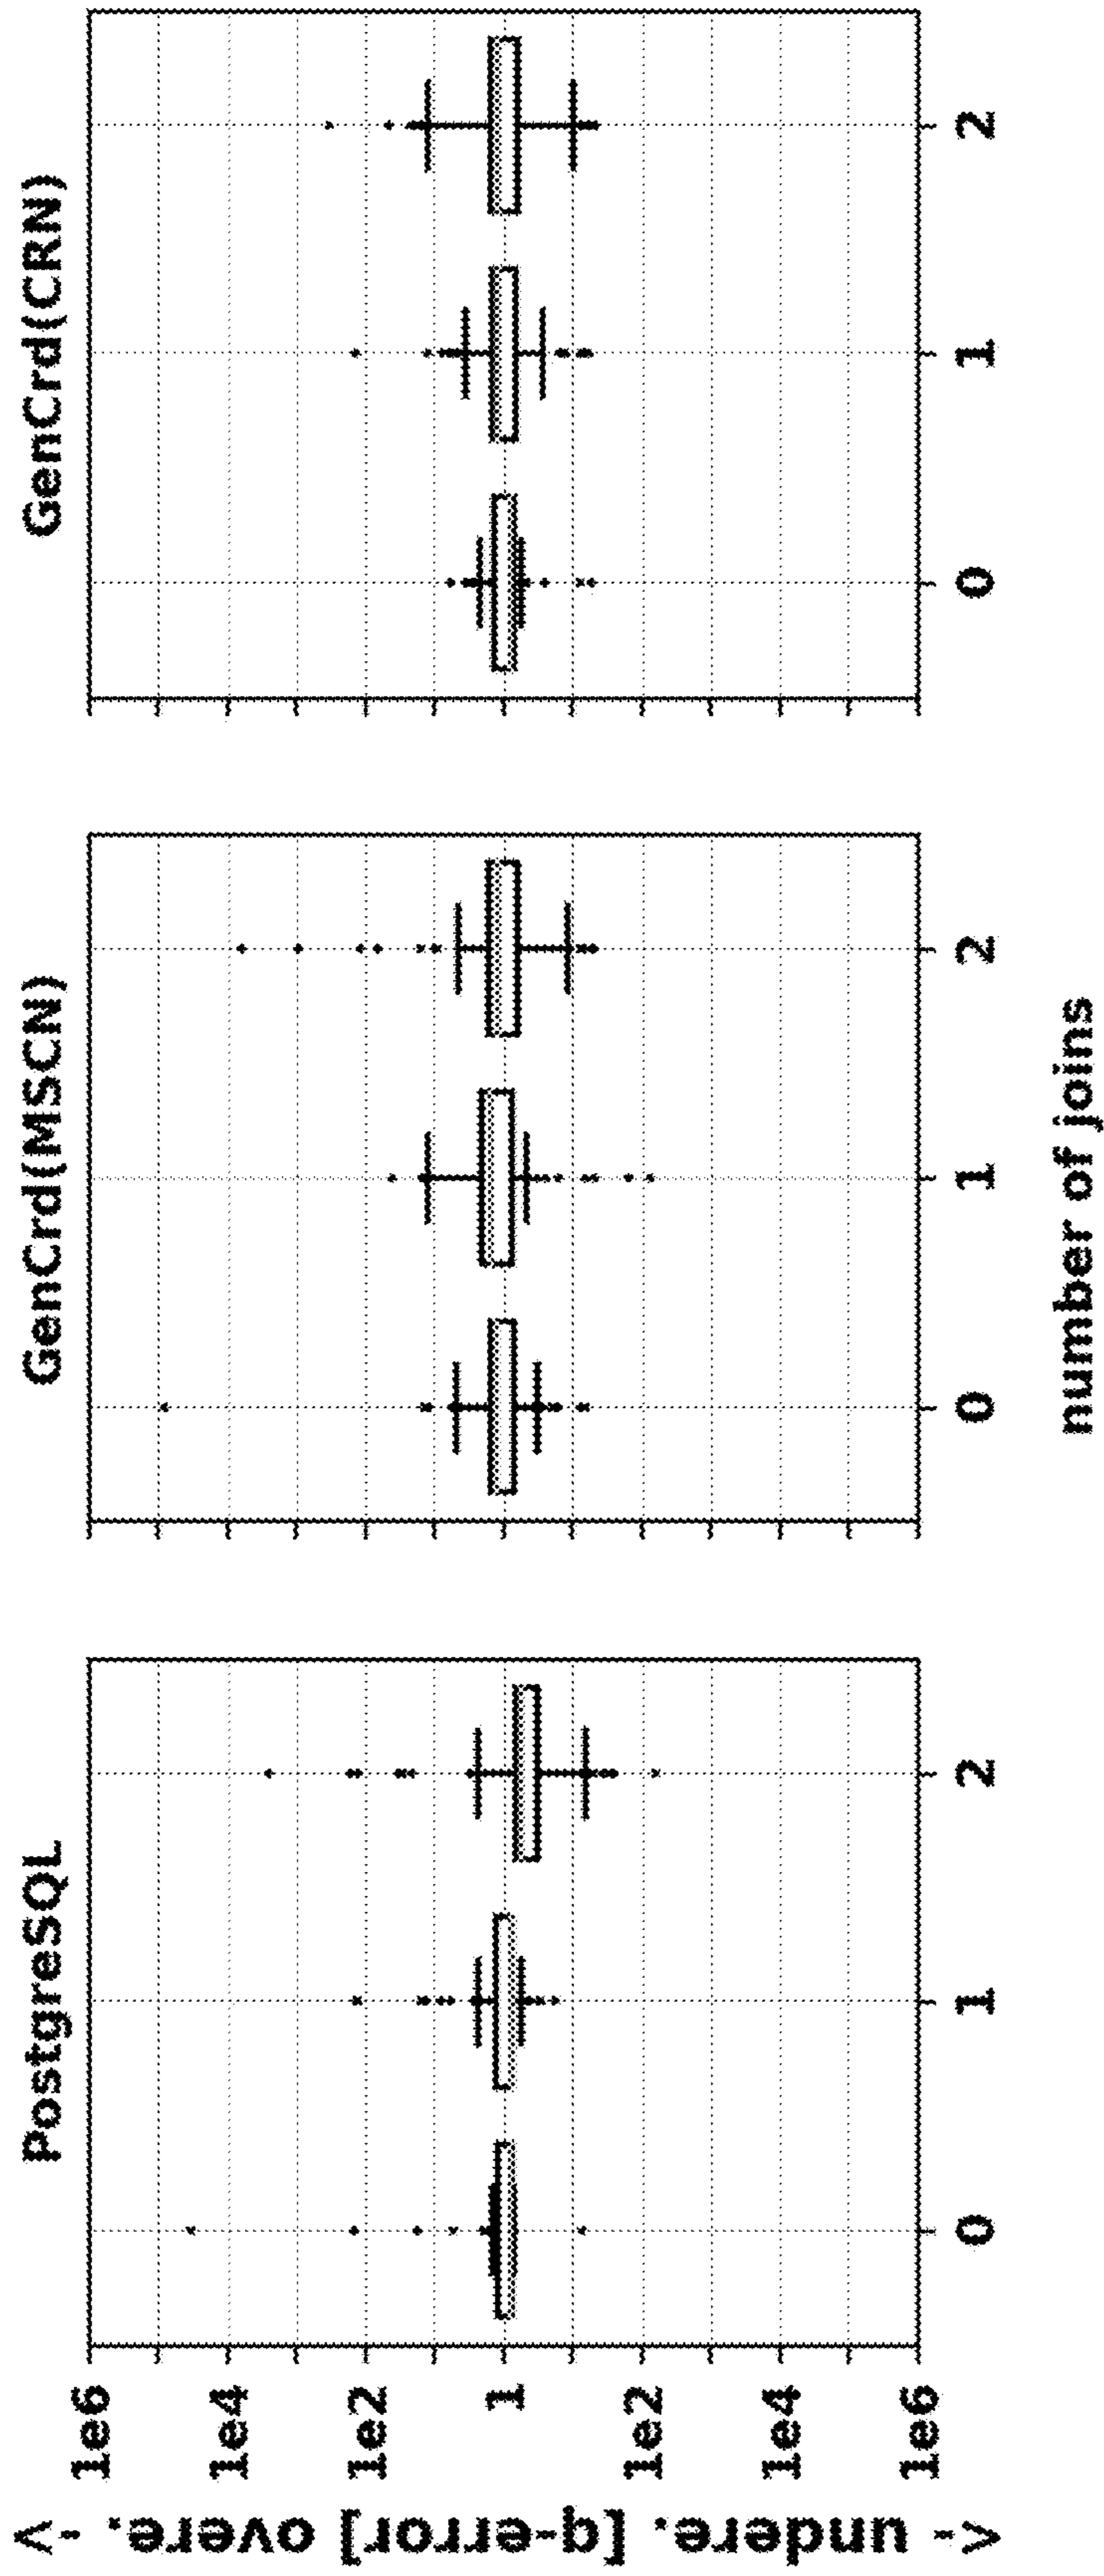 PostgreSQL
GenCrd(MSCN)
GenCrd(CRN)
<- undere. [q-error] overe. ->
1e6
1e4
1e2
1
1e2
1e4
1e6
0 1 2
0 1 2
0 1 2
number of joins